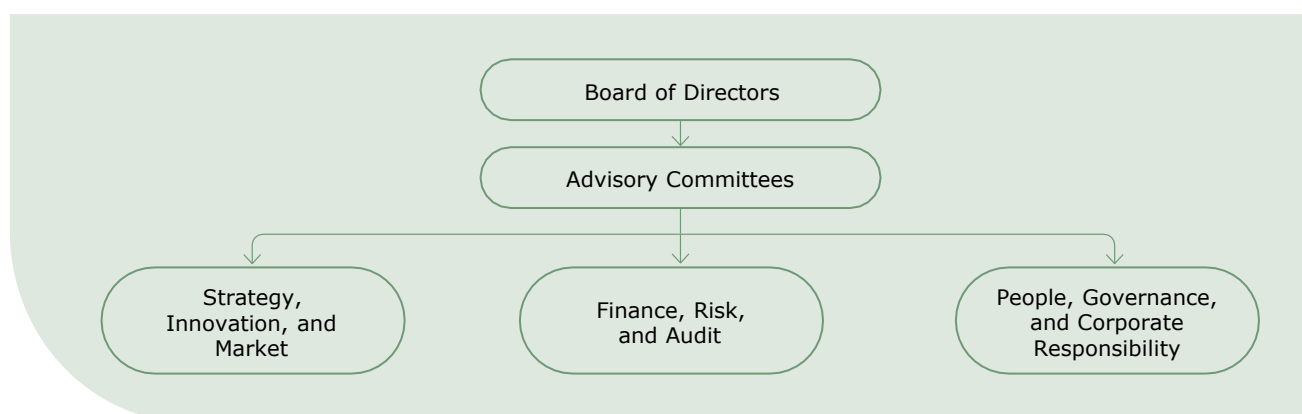 Board of Directors
Advisory Committees
Strategy,
Innovation, and
Market
Finance, Risk,
and Audit
People, Governance,
and Corporate
Responsibility